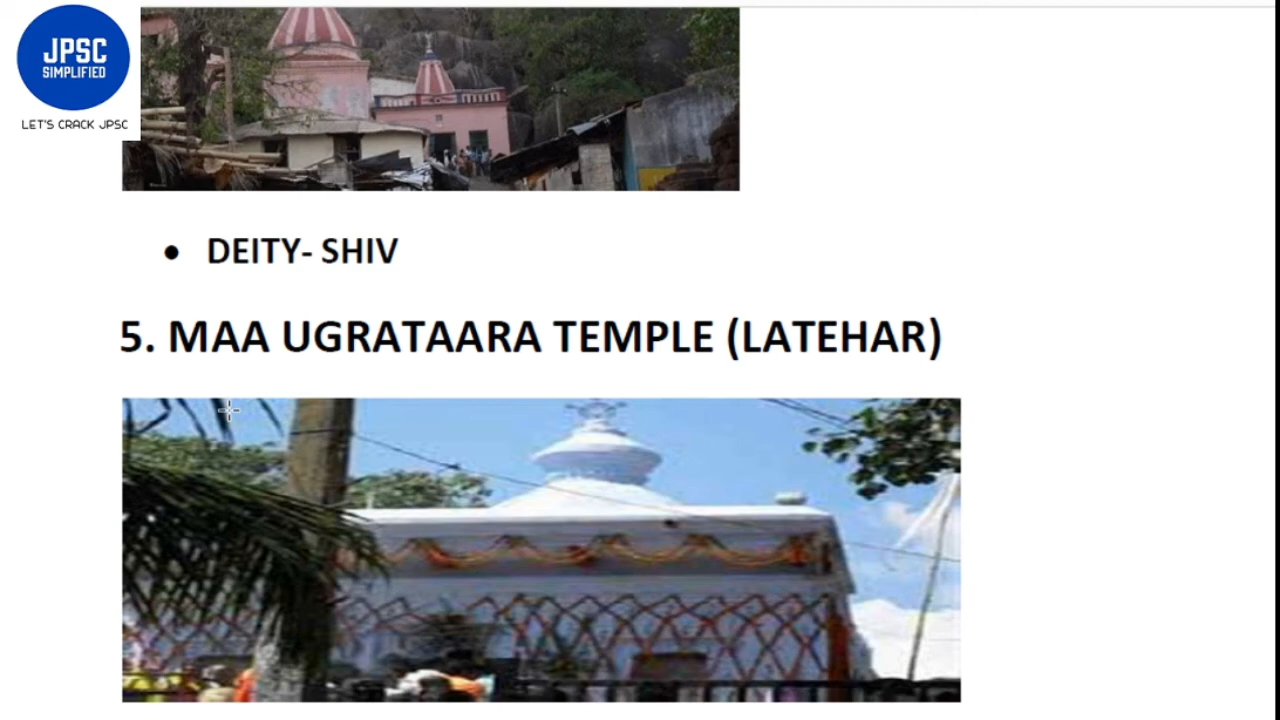 JPSC
SIMPLIFIED
LET'S CRACK JPSC
• DEITY- SHIV
5. MAA UGRATAARA TEMPLE (LATEHAR)